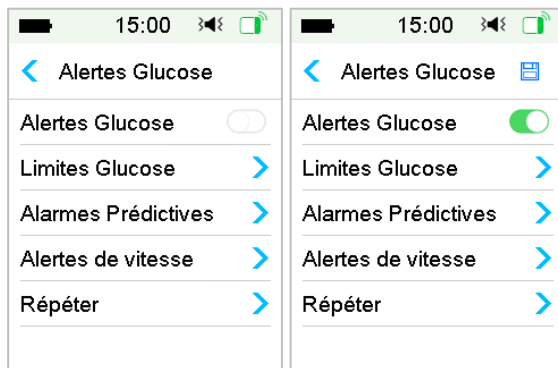 15:00
Alertes Glucose
Alertes Glucose
Limites Glucose
Alarmes Prédictives
Alertes de vitesse
Répéter
15:00
Alertes Glucose
Alertes Glucose
Limites Glucose
Alarmes Prédictives
Alertes de vitesse
Répéter